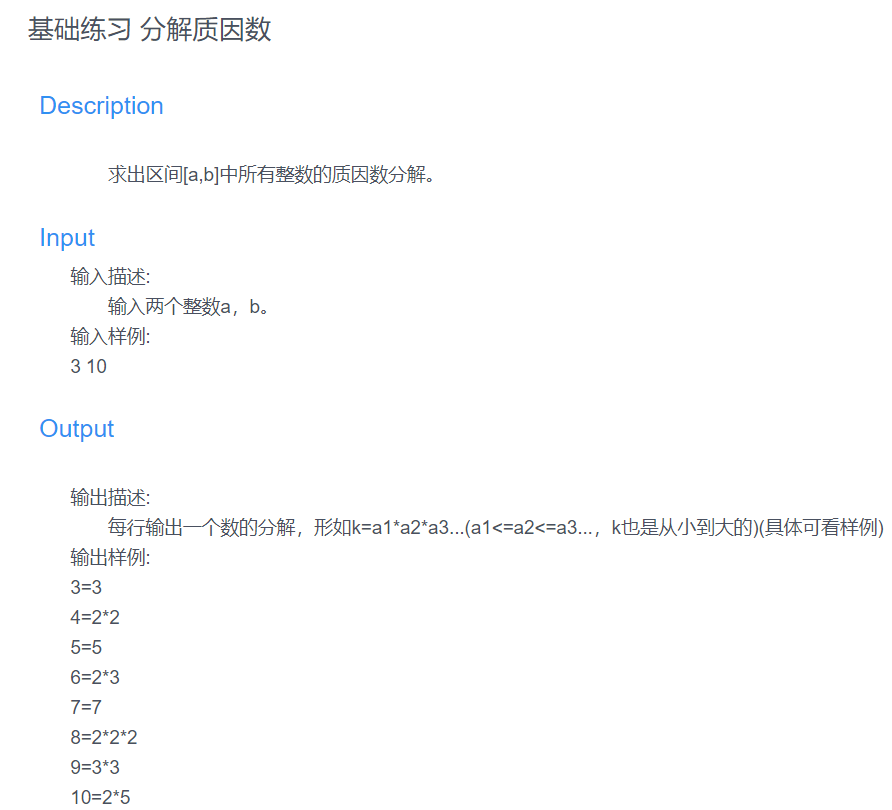 基础练习 分解质因数
Description
求出区间[a,b]中所有整数的质因数分解。
Input
输入描述:
输入两个整数a，b。
输入样例:
3 10
Output
输出描述:
每行输出一个数的分解，形如k=a1*a2*a3...(a1<=a2<=a3...，k也是从小到大的)(具体可看样例)
输出样例:
3=3
4=2*2
5=5
6=2*3
7=7
8=2*2*2
9=3*3
10=2*5